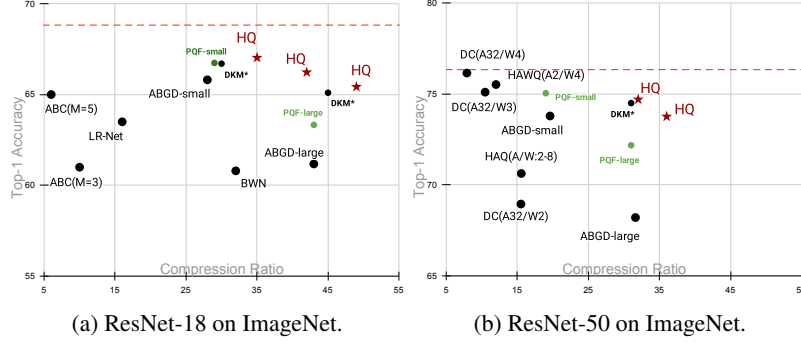 70
65
60
55
5
15
25
35
45
55
Top-1 Accuracy
Compression Ratio
HQ
HQ
HQ
PQF-small
DKM*
ABGD-small
DKM*
ABC(M=5)
PQF-large
LR-Net
ABGD-large
ABC(M=3)
BWN
(a) ResNet-18 on ImageNet.
80
75
70
65
5
15
25
35
45
55
Top-1 Accuracy
Compression Ratio
DC(A32/W4)
HAWQ(A2/W4)
HQ
HQ
PQF-small
DC(A32/W3)
DKM*
ABGD-small
HAQ(A/W:2-8)
PQF-large
DC(A32/W2)
ABGD-large
(b) ResNet-50 on ImageNet.